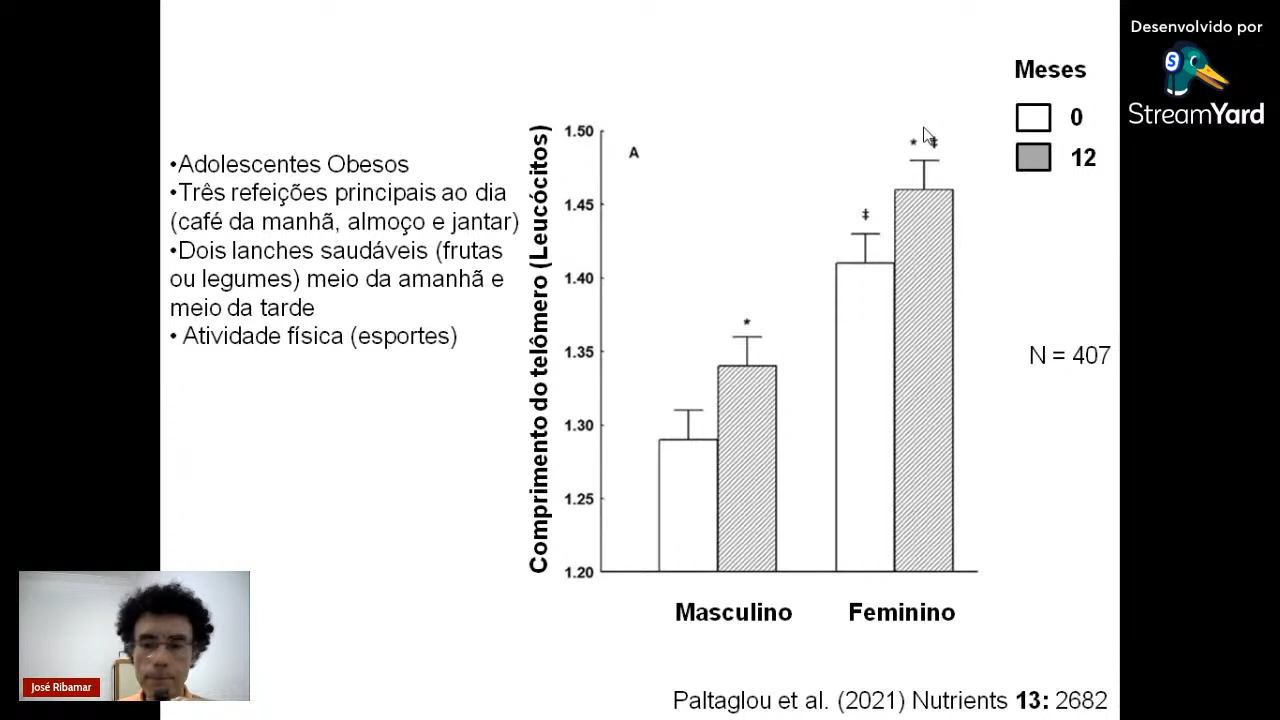 Desenvolvido por
StreamYard
Meses
0
12
•Adolescentes Obesos
•Três refeições principais ao dia
(café da manhã, almoço e jantar)
•Dois lanches saudáveis (frutas
ou legumes) meio da amanhã e
meio da tarde
• Atividade física (esportes)
Comprimento do telômero (Leucócitos)
A
1.50
1.45
1.40
1.35
1.30
1.25
1.20
*
‡
* ‡
Masculino
Feminino
N = 407
José Ribamar
Paltaglou et al. (2021) Nutrients 13: 2682